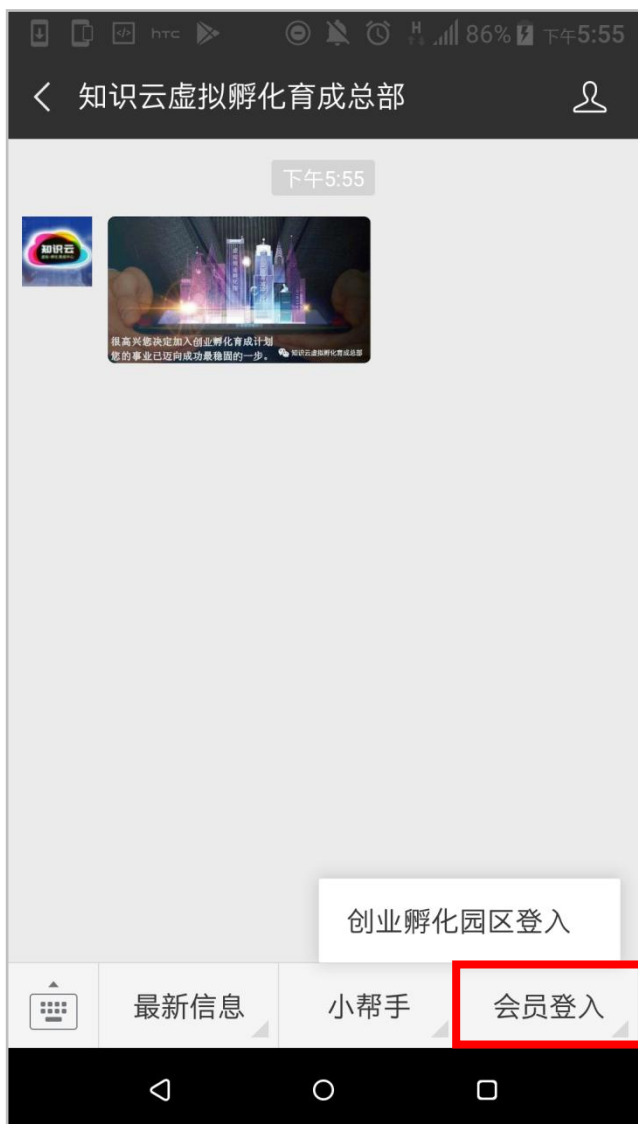 hTC
H
86%
下午5:55
知识云虚拟孵化育成总部
下午5:55
知识云
很高兴您决定加入创业孵化育成计划
您的事业已迈向成功最稳固的一步。
知识云虚拟孵化育成总部
创业孵化园区登入
最新信息
小帮手
会员登入